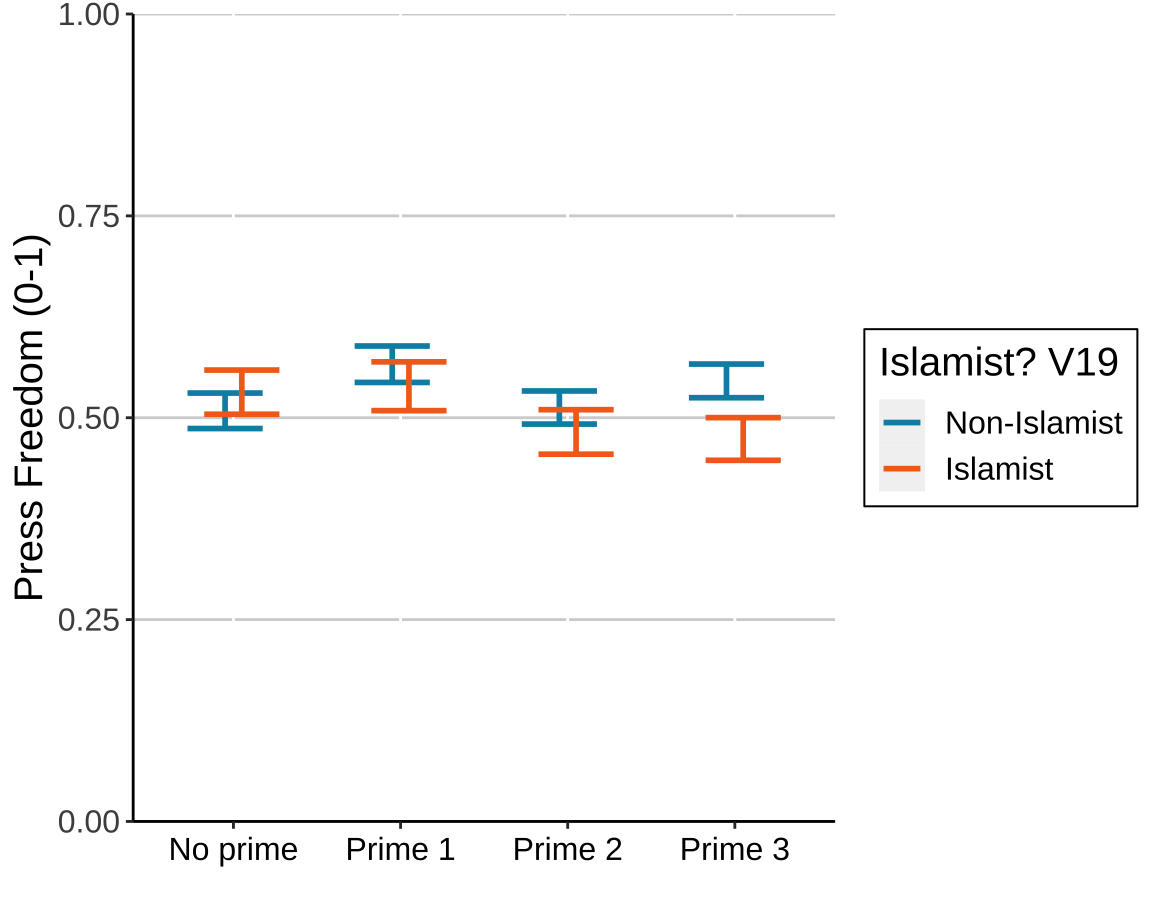 1.00
0.75
0.50
0.25
0.00
Press Freedom (0-1)
No prime
Prime 1
Prime 2
Prime 3
Islamist? V19
Non-Islamist
Islamist